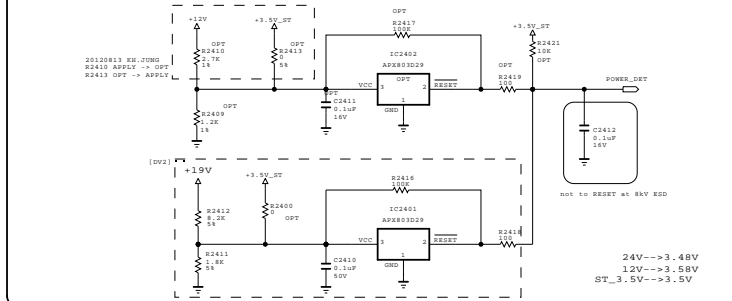 OPT
+12V
+3.5V_ST
R2417
100K
+3.5V_ST
OPT
R2410
2.7K
1%
OPT
R2413
0
5%
20120813 KH.JUNG
R2410 APPLY -> OPT
R2413 OPT -> APPLY
IC2402
APX803D29
OPT
R2421
10K
OPT
OPT
R2419
100
POWER_DET
VCC
3
2
RESET
1
GND
OPT
C2411
0.1uF
16V
OPT
R2409
1.2K
1%
C2412
0.1uF
16V
not to RESET at 8kV ESD
[DV2]
+19V
+3.5V_ST
R2416
100K
R2412
8.2K
5%
R2400
0
OPT
IC2401
APX803D29
VCC
3
2
RESET
R2418
100
1
GND
R2411
1.8K
5%
C2410
0.1uF
50V
24V-->3.48V
12V-->3.58V
ST_3.5V-->3.5V